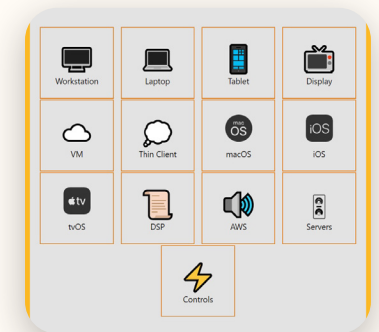 Workstation
Laptop
Tablet
Display
VM
Thin Client
mac
OS
macOS
iOS
iOS
tv
tvOS
DSP
AWS
Servers
Controls